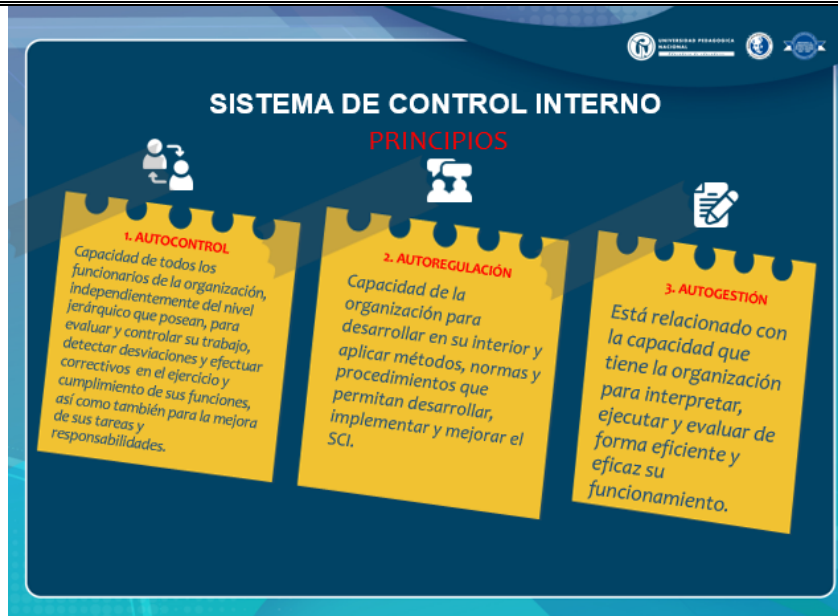 UNIVERSIDAD PEDAGÓGICA
NACIONAL
SISTEMA DE CONTROL INTERNO
PRINCIPIOS
1. AUTOCONTROL
Capacidad de todos los
funcionarios de la organización,
independientemente del nivel
jerárquico que posean, para
evaluar y controlar su trabajo,
detectar desviaciones y efectuar
correctivos en el ejercicio y
cumplimiento de sus funciones,
así como también para la mejora
de sus tareas y
responsabilidades.
2. AUTOREGULACIÓN
Capacidad de la
organización para
desarrollar en su interior y
aplicar métodos, normas y
procedimientos que
permitan desarrollar,
implementar y mejorar el
SCI.
3. AUTOGESTIÓN
Está relacionado con
la capacidad que
tiene la organización
para interpretar,
ejecutar y evaluar de
forma eficiente y
eficaz su
funcionamiento.